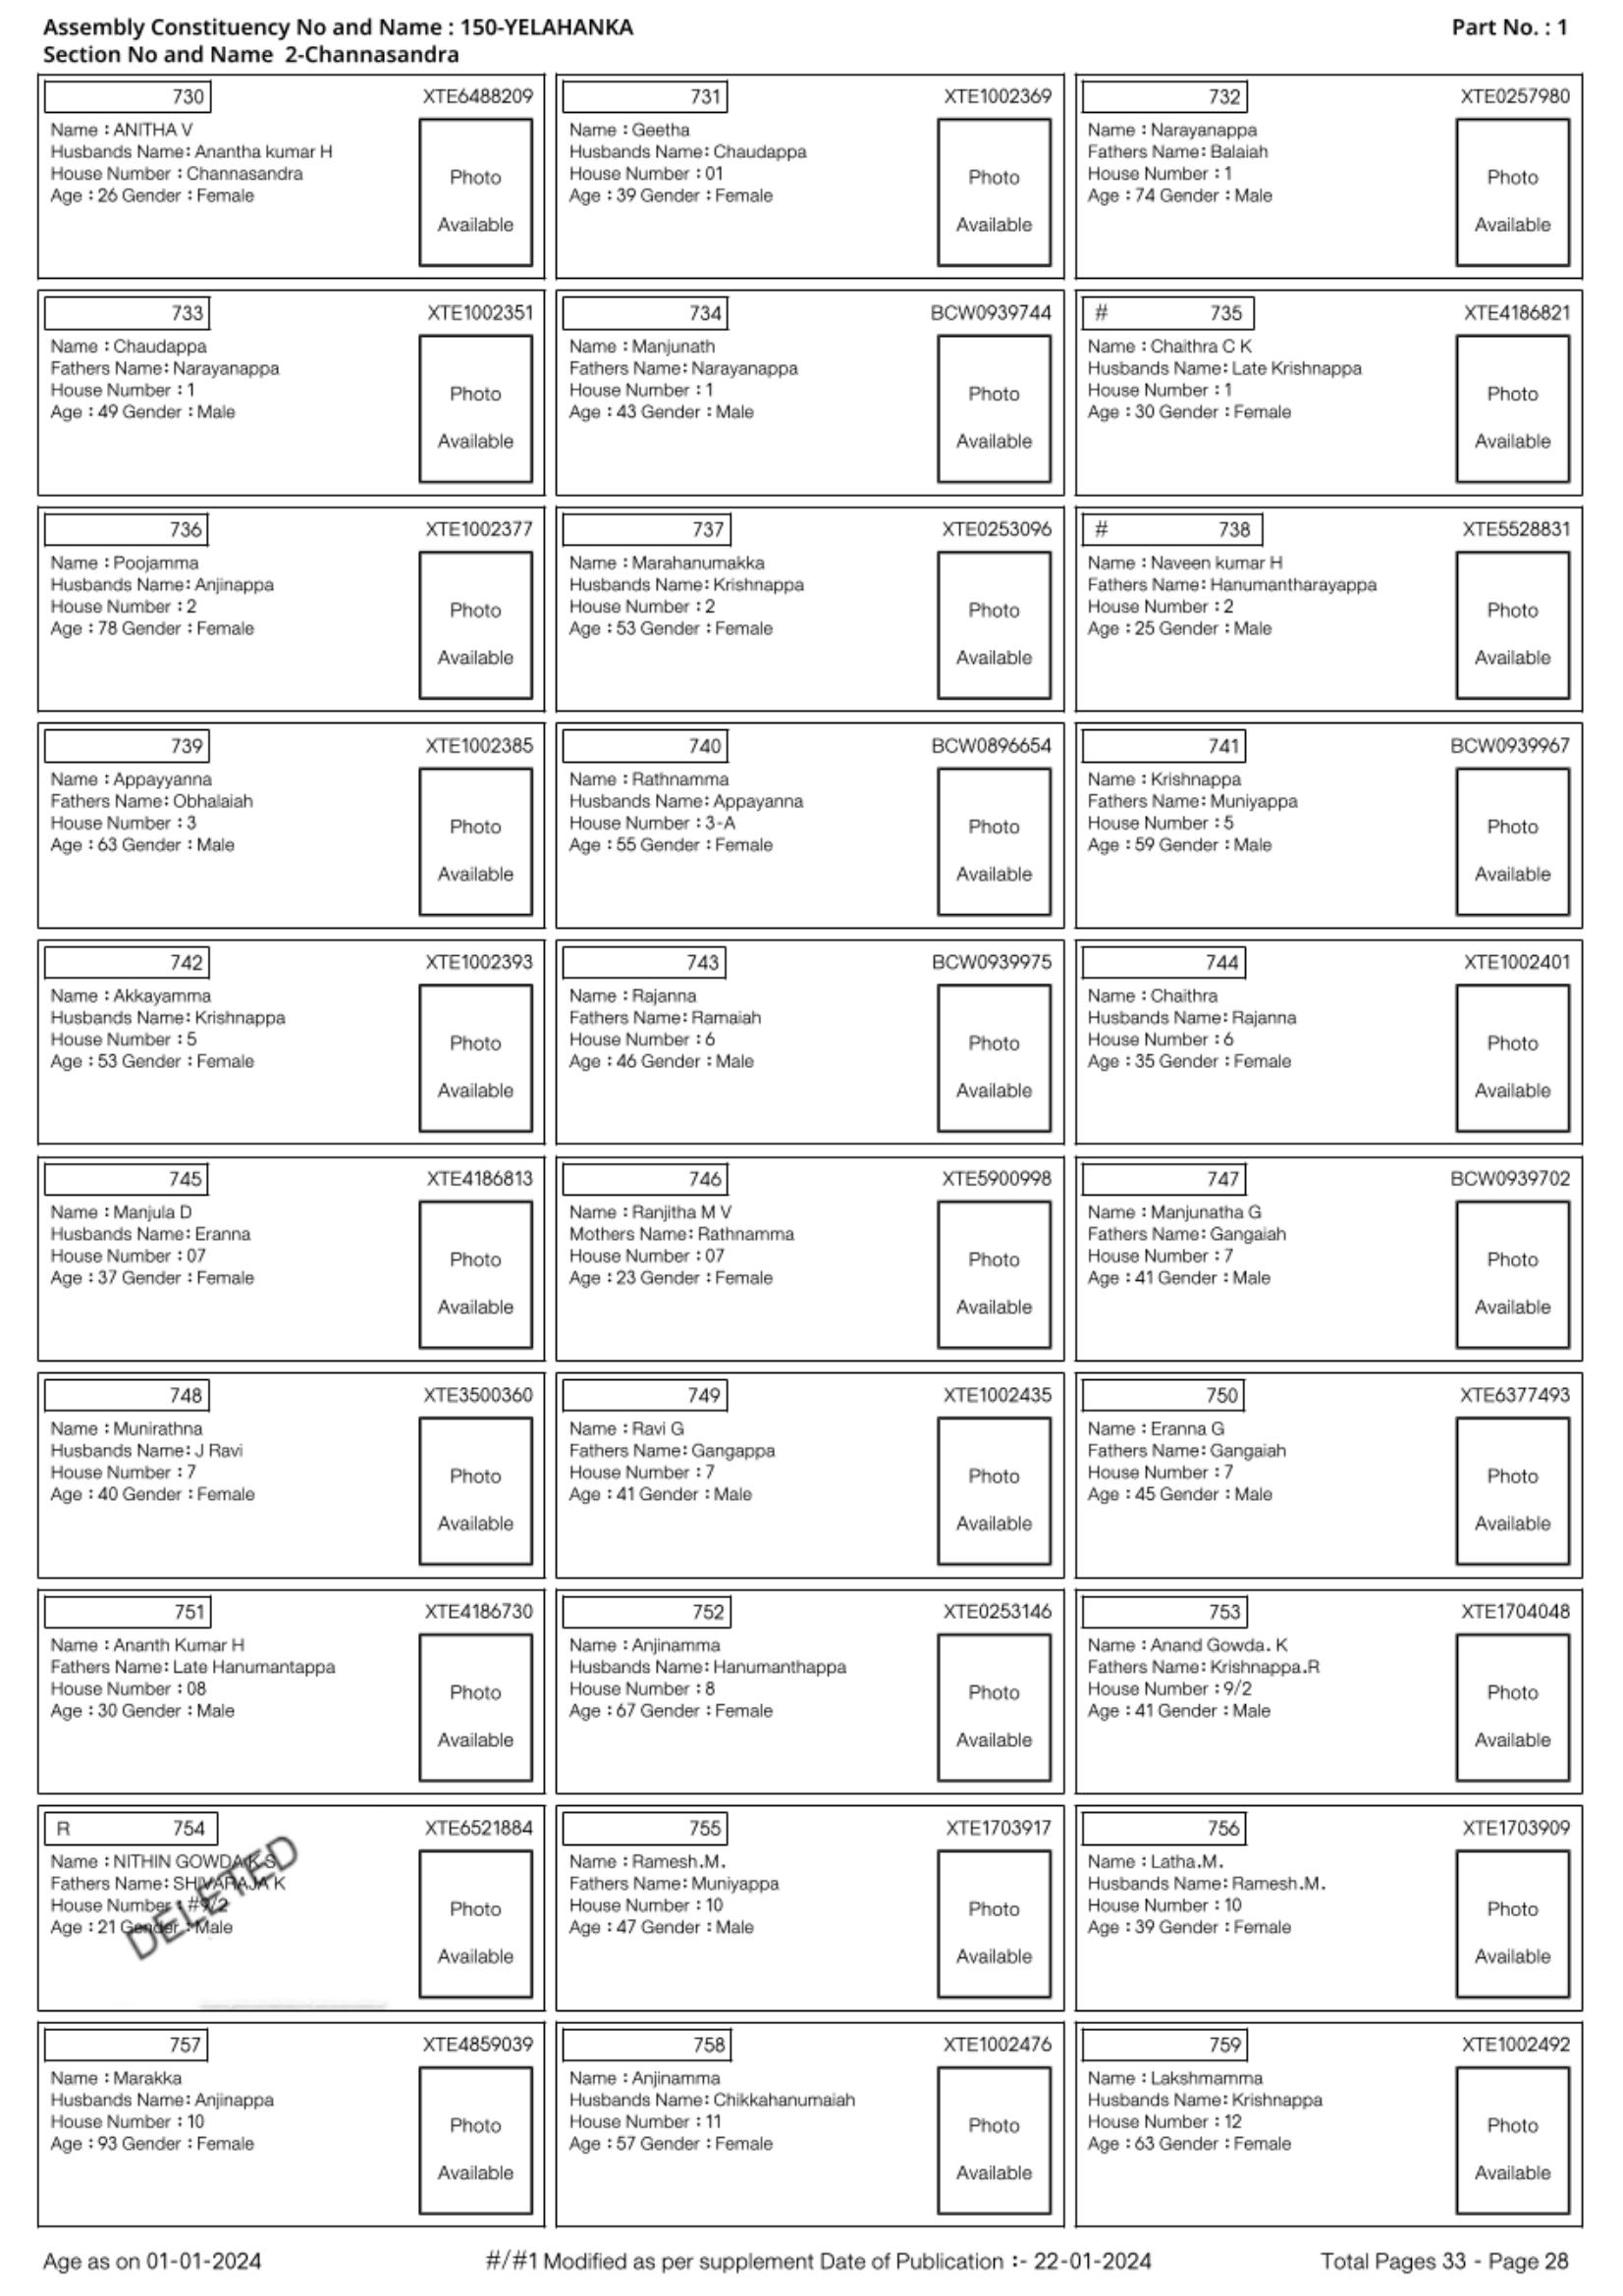 Assembly Constituency No and Name : 150-YELAHANKA
Part No. : 1
Section No and Name 2-Channasandra
730
XTE6488209
Name : ANITHA V
Husbands Name: Anantha kumar H
House Number : Channasandra
Age : 26 Gender : Female
Photo
Available
731
XTE1002369
Name : Geetha
Husbands Name: Chaudappa
House Number : 01
Age : 39 Gender : Female
Photo
Available
732
XTE0257980
Name : Narayanappa
Fathers Name: Balaiah
House Number : 1
Age : 74 Gender : Male
Photo
Available
733
XTE1002351
Name : Chaudappa
Fathers Name: Narayanappa
House Number : 1
Age : 49 Gender : Male
Photo
Available
734
BCW0939744
Name : Manjunath
Fathers Name: Narayanappa
House Number : 1
Age : 43 Gender : Male
Photo
Available
# 735
XTE4186821
Name : Chaithra C K
Husbands Name: Late Krishnappa
House Number : 1
Age : 30 Gender : Female
Photo
Available
736
XTE1002377
Name : Poojamma
Husbands Name: Anjinappa
House Number : 2
Age : 78 Gender : Female
Photo
Available
737
XTE0253096
Name : Marahanumakka
Husbands Name: Krishnappa
House Number : 2
Age : 53 Gender : Female
Photo
Available
# 738
XTE5528831
Name : Naveen kumar H
Fathers Name: Hanumantharayappa
House Number : 2
Age : 25 Gender : Male
Photo
Available
739
XTE1002385
Name : Appayyanna
Fathers Name: Obhalaiah
House Number : 3
Age : 63 Gender : Male
Photo
Available
740
BCW0896654
Name : Rathnamma
Husbands Name: Appayanna
House Number : 3-A
Age : 55 Gender : Female
Photo
Available
741
BCW0939967
Name : Krishnappa
Fathers Name: Muniyappa
House Number : 5
Age : 59 Gender : Male
Photo
Available
742
XTE1002393
Name : Akkayamma
Husbands Name: Krishnappa
House Number : 5
Age : 53 Gender : Female
Photo
Available
743
BCW0939975
Name : Rajanna
Fathers Name: Ramaiah
House Number : 6
Age : 46 Gender : Male
Photo
Available
744
XTE1002401
Name : Chaithra
Husbands Name: Rajanna
House Number : 6
Age : 35 Gender : Female
Photo
Available
745
XTE4186813
Name : Manjula D
Husbands Name: Eranna
House Number : 07
Age : 37 Gender : Female
Photo
Available
746
XTE5900998
Name : Ranjitha M V
Mothers Name: Rathnamma
House Number : 07
Age : 23 Gender : Female
Photo
Available
747
BCW0939702
Name : Manjunatha G
Fathers Name: Gangaiah
House Number : 7
Age : 41 Gender : Male
Photo
Available
748
XTE3500360
Name : Munirathna
Husbands Name: J Ravi
House Number : 7
Age : 40 Gender : Female
Photo
Available
749
XTE1002435
Name : Ravi G
Fathers Name: Gangappa
House Number : 7
Age : 41 Gender : Male
Photo
Available
750
XTE6377493
Name : Eranna G
Fathers Name: Gangaiah
House Number : 7
Age : 45 Gender : Male
Photo
Available
751
XTE4186730
Name : Ananth Kumar H
Fathers Name: Late Hanumantappa
House Number : 08
Age : 30 Gender : Male
Photo
Available
752
XTE0253146
Name : Anjinamma
Husbands Name: Hanumanthappa
House Number : 8
Age : 67 Gender : Female
Photo
Available
753
XTE1704048
Name : Anand Gowda. K
Fathers Name: Krishnappa.R
House Number : 9/2
Age : 41 Gender : Male
Photo
Available
R 754
XTE6521884
Name : NITHIN GOWDA K S
Fathers Name: SHIVARAJA K
House Number : #9/2
Age : 21 Gender : Male
DELETED
Photo
Available
755
XTE1703917
Name : Ramesh.M.
Fathers Name: Muniyappa
House Number : 10
Age : 47 Gender : Male
Photo
Available
756
XTE1703909
Name : Latha.M.
Husbands Name: Ramesh.M.
House Number : 10
Age : 39 Gender : Female
Photo
Available
757
XTE4859039
Name : Marakka
Husbands Name: Anjinappa
House Number : 10
Age : 93 Gender : Female
Photo
Available
758
XTE1002476
Name : Anjinamma
Husbands Name: Chikkahanumaiah
House Number : 11
Age : 57 Gender : Female
Photo
Available
759
XTE1002492
Name : Lakshmamma
Husbands Name: Krishnappa
House Number : 12
Age : 63 Gender : Female
Photo
Available
Age as on 01-01-2024
#/#1 Modified as per supplement Date of Publication :- 22-01-2024
Total Pages 33 - Page 28